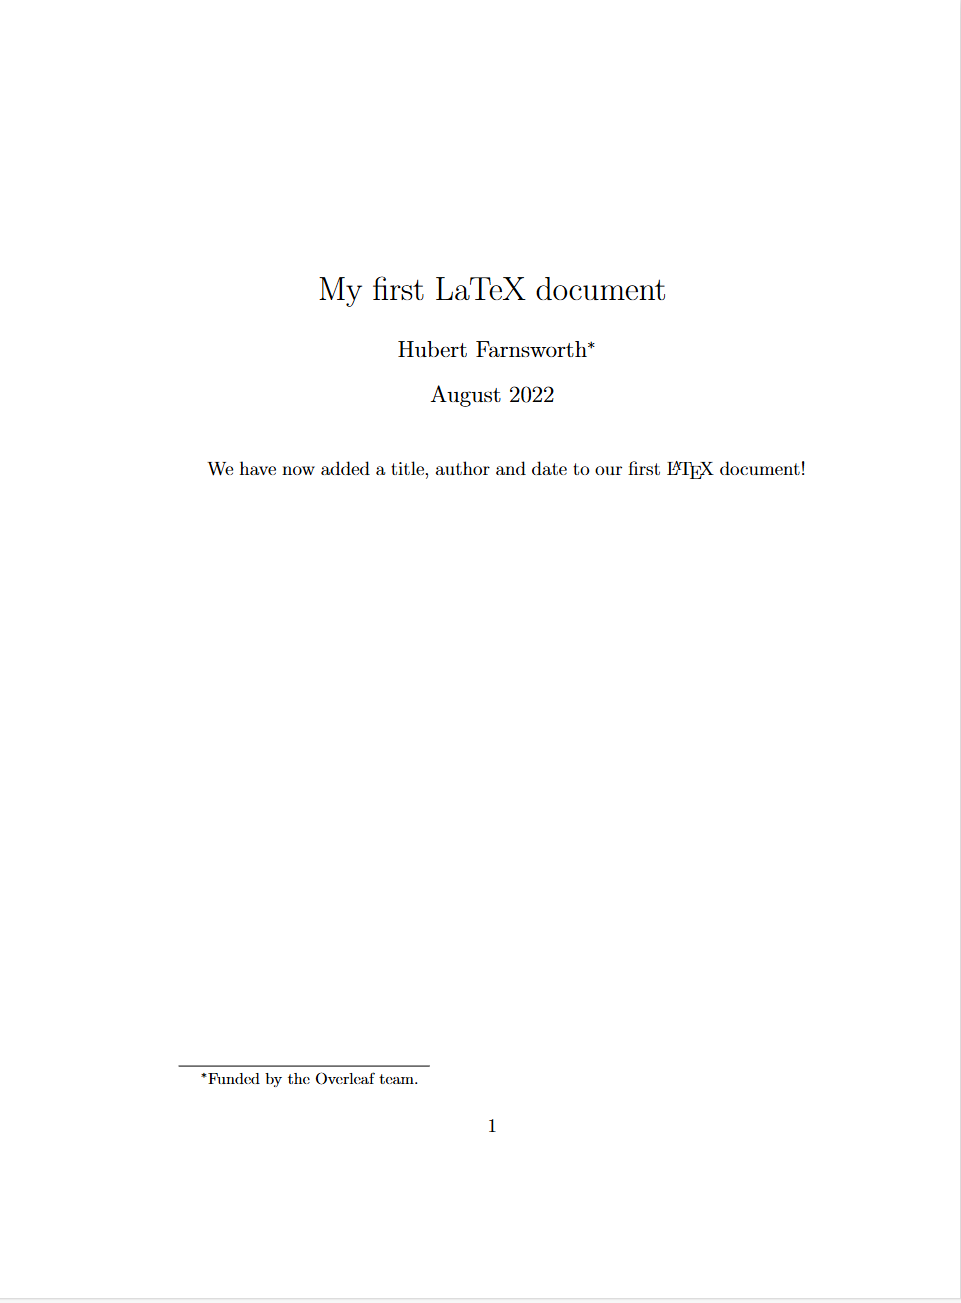 My first LaTeX document
Hubert Farnsworth*
August 2022
We have now added a title, author and date to our first LATEX document!
*Funded by the Overleaf team.
1